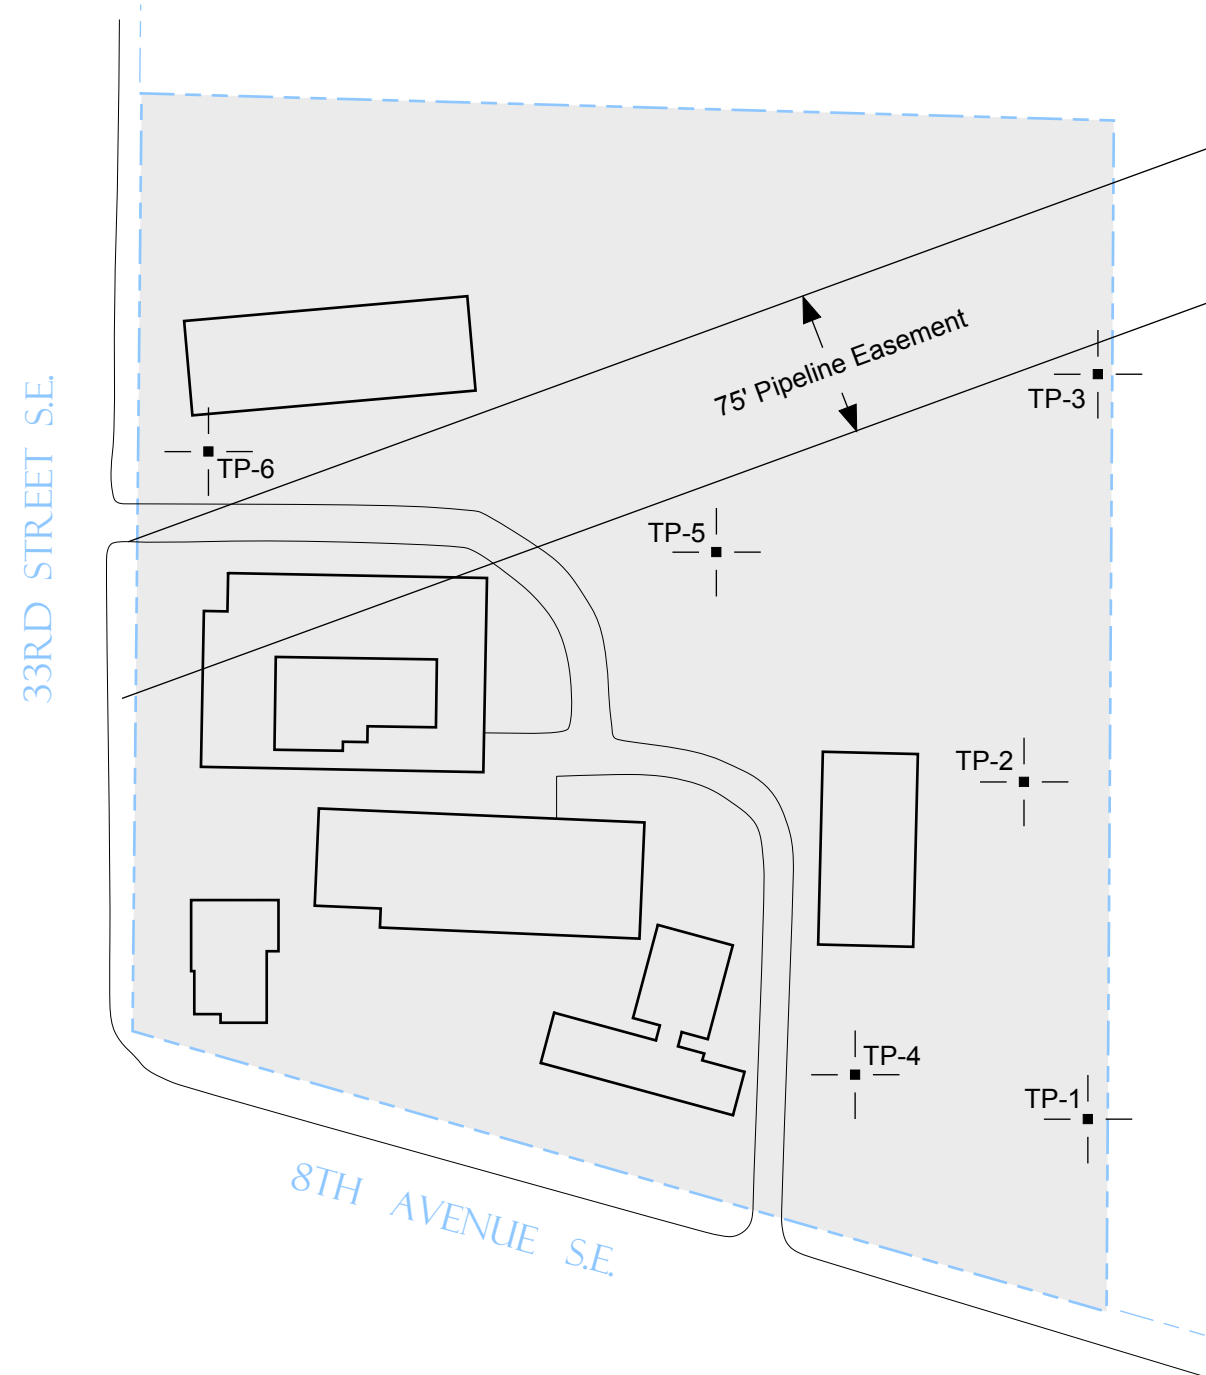 75' Pipeline Easement
TP-3
TP-6
TP-5
33RD STREET S.E.
TP-2
TP-4
TP-1
8TH AVENUE S.E.